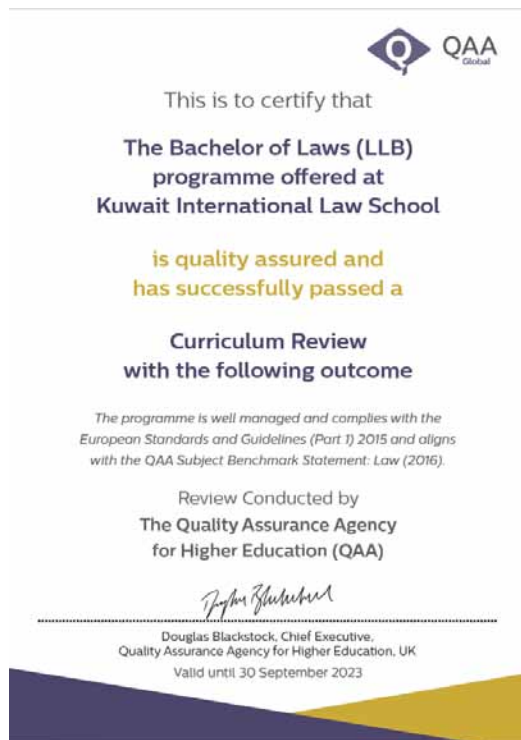 QAA
Global
This is to certify that
The Bachelor of Laws (LLB)
programme offered at
Kuwait International Law School
is quality assured and
has successfully passed a
Curriculum Review
with the following outcome
The programme is well managed and complies with the
European Standards and Guidelines (Part 1) 2015 and aligns
with the QAA Subject Benchmark Statement: Law (2016).
Review Conducted by
The Quality Assurance Agency
for Higher Education (QAA)
Douglas Blackstock, Chief Executive,
Quality Assurance Agency for Higher Education, UK
Valid until 30 September 2023